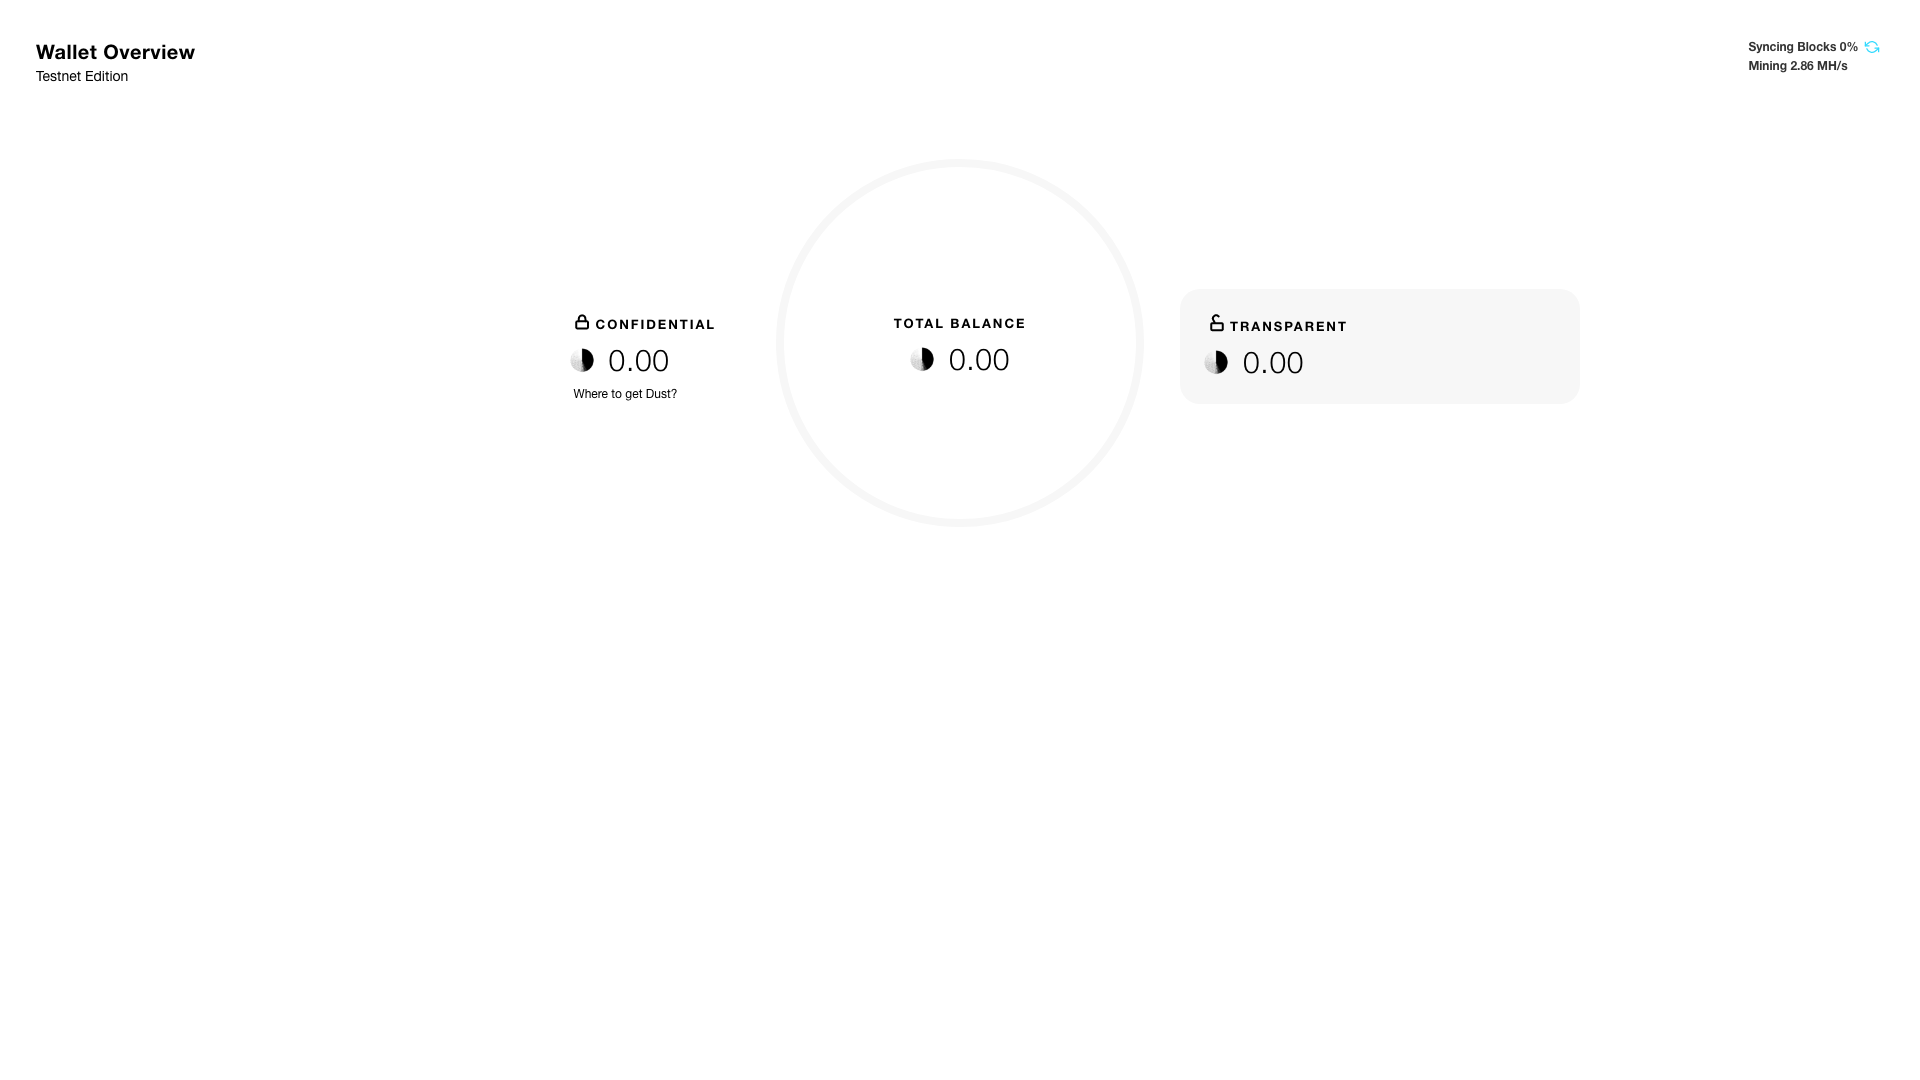 Wallet Overview
Testnet Edition
Syncing Blocks 0%
Mining 2.86 MH/s
CONFIDENTIAL
0.00
Where to get Dust?
TOTAL BALANCE
0.00
TRANSPARENT
0.00